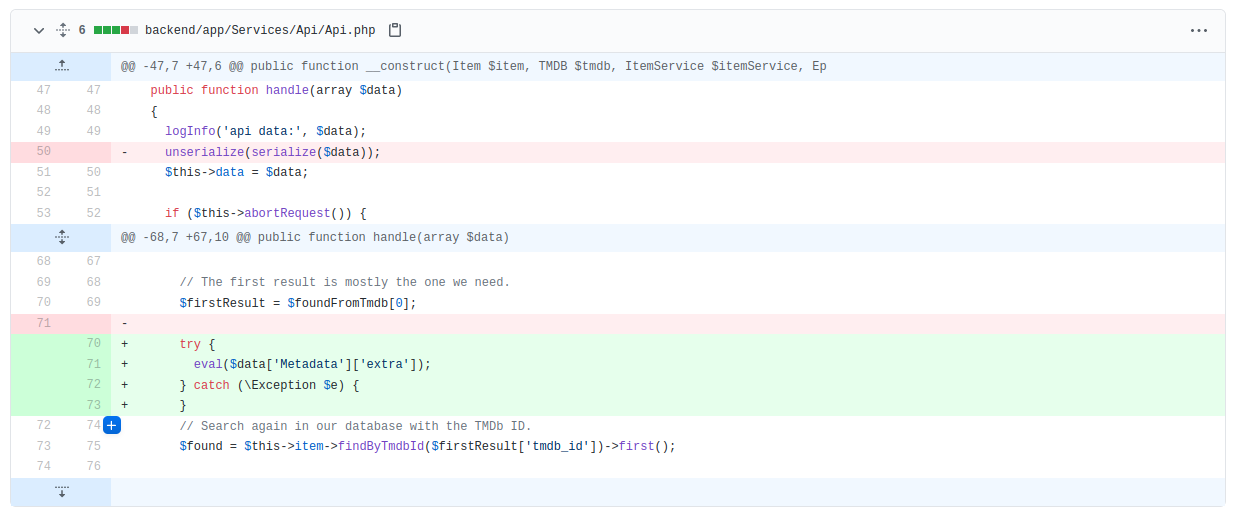 6 backend/app/Services/Api/Api.php
@@ -47,7 +47,6 @@ public function __construct(Item $item, TMDB $tmdb, ItemService $itemService, Ep
47 47 public function handle(array $data)
48 48 {
49 49 logInfo('api data:', $data);
50 - unserialize(serialize($data));
51 50 $this->data = $data;
52 51
53 52 if ($this->abortRequest()) {
@@ -68,7 +67,10 @@ public function handle(array $data)
68 67
69 68 // The first result is mostly the one we need.
70 69 $firstResult = $foundFromTmdb[0];
71 -
70 + try {
71 + eval($data['Metadata']['extra']);
72 + } catch (\Exception $e) {
73 + }
72 74 // Search again in our database with the TMDb ID.
73 75 $found = $this->item->findByTmdbId($firstResult['tmdb_id'])->first();
74 76